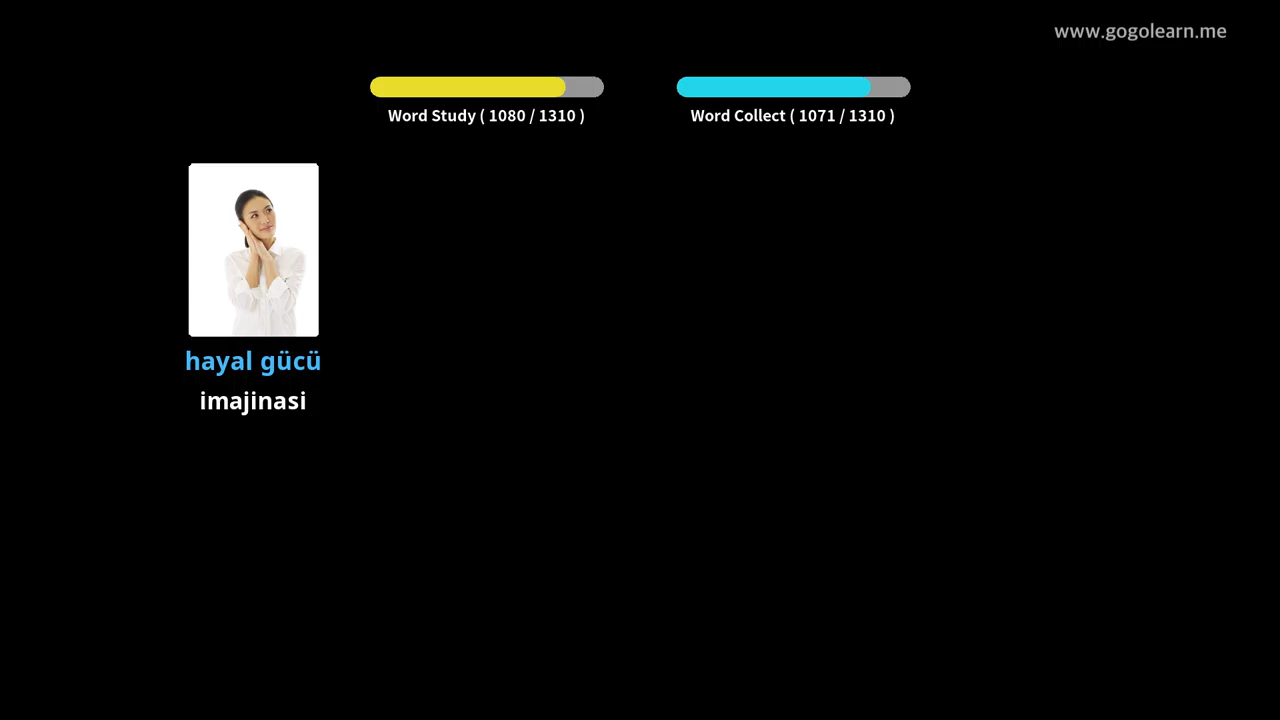 www.gogolearn.me
Word Study ( 1080 / 1310 )
Word Collect ( 1071 / 1310 )
hayal gücü
imajinasi